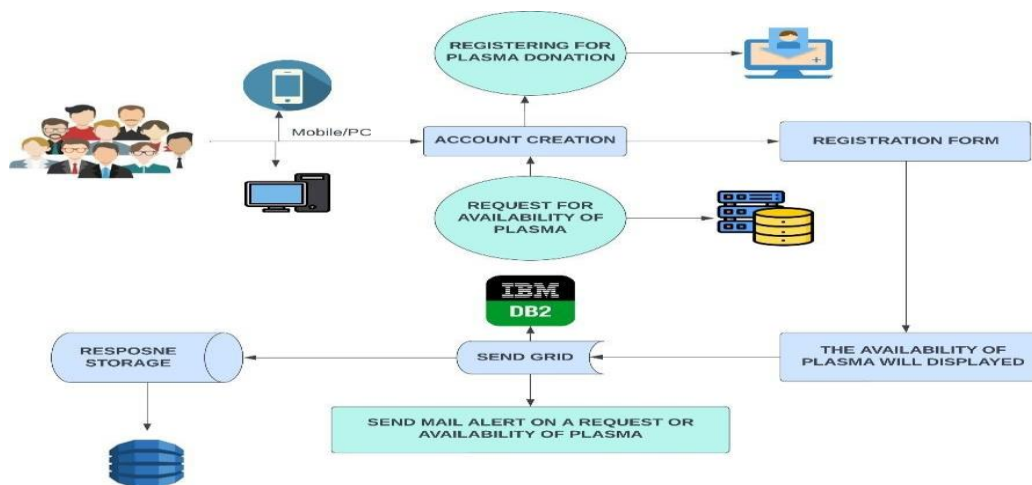 REGISTERING FOR
PLASMA DONATION
Mobile/PC
ACCOUNT CREATION
REGISTRATION FORM
REQUEST FOR
AVAILABILITY OF
PLASMA
IBM
DB2
RESPOSNE
STORAGE
SEND GRID
THE AVAILABILITY OF
PLASMA WILL DISPLAYED
SEND MAIL ALERT ON A REQUEST OR
AVAILABILITY OF PLASMA